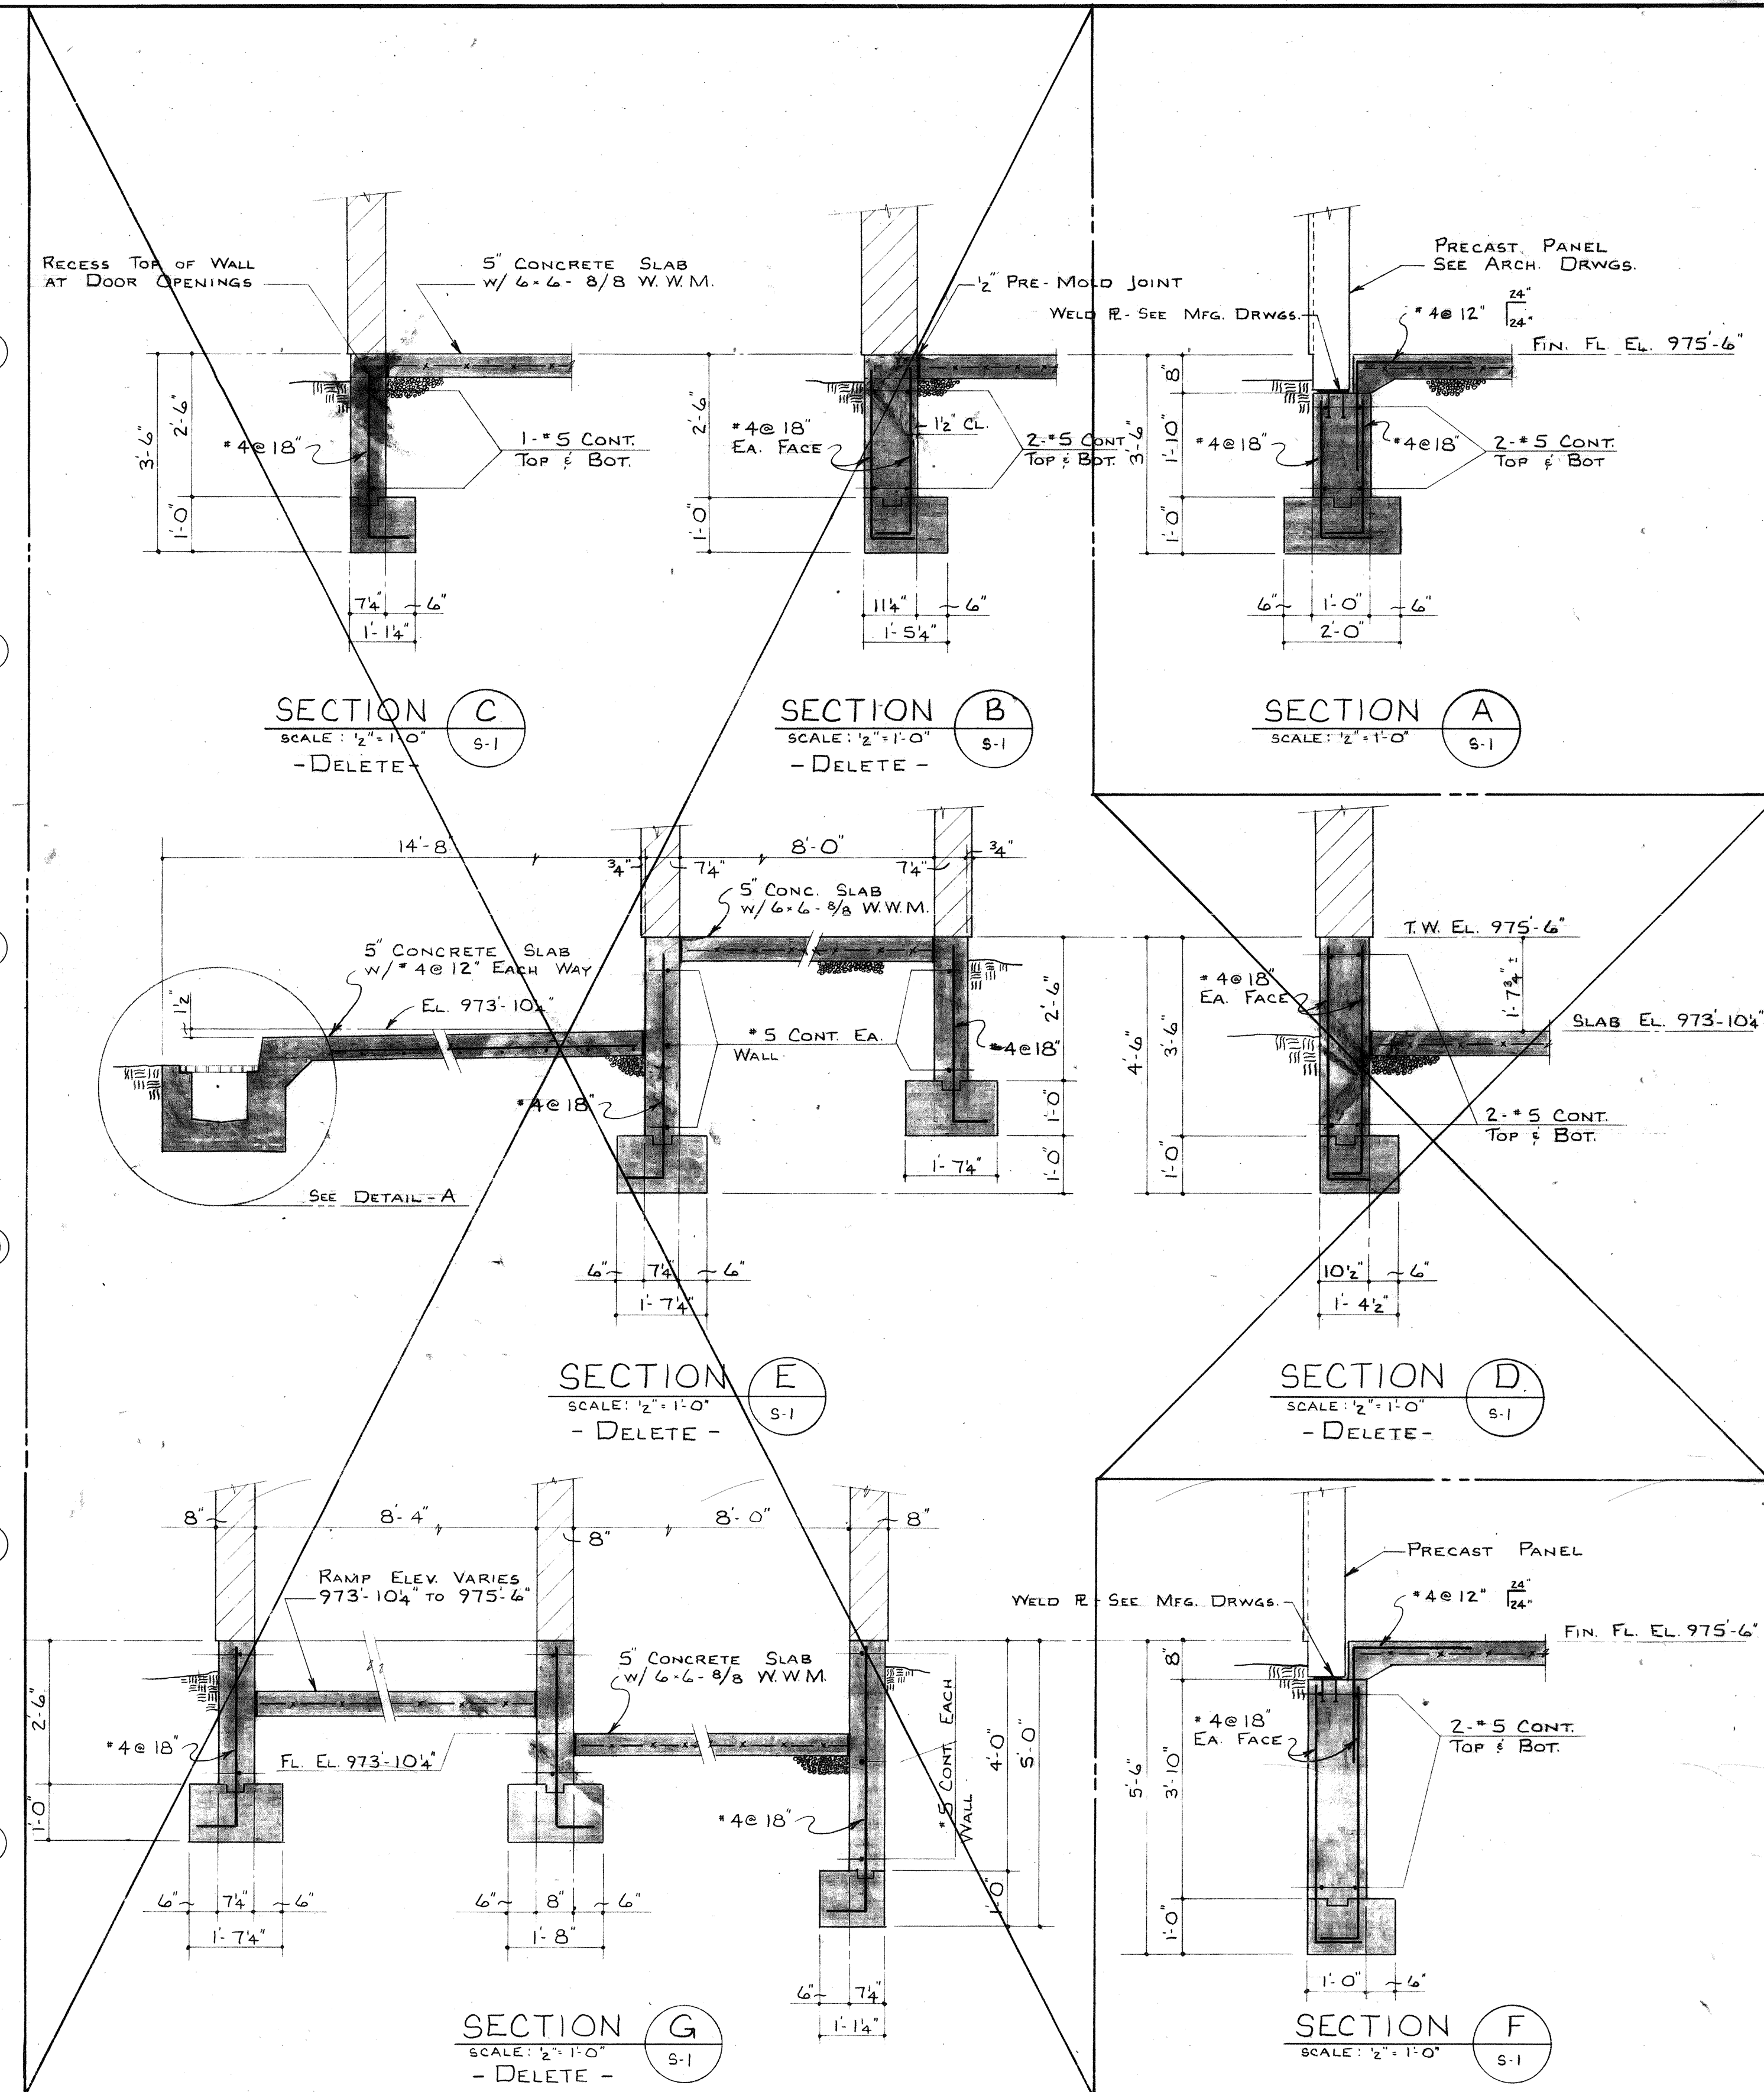 RECESS TOP OF WALL
AT DOOR OPENINGS
5" CONCRETE SLAB
W/ 6×6 - 8/8 W.W.M.
3'-6"
2'-6"
1'-0"
#4@18"
1-#5 CONT.
TOP & BOT.
7¼"
6"
1'-1¼"
SECTION C
SCALE: ½"=1'-0"
S-1
-DELETE-
½" PRE-MOLD JOINT
2'-6"
1'-0"
#4@18"
EA. FACE
1½" CL.
2-#5 CONT
TOP & BOT.
11¼"
6"
1'-5¼"
SECTION B
SCALE: ½"=1'-0"
S-1
-DELETE-
PRECAST PANEL
SEE ARCH. DRWGS.
WELD PL - SEE MFG. DRWGS.
#4@12" 24"
24"
FIN. FL EL. 975'-6"
8"
3'-6"
1'-10"
1'-0"
#4@18"
#4@18"
2-#5 CONT.
TOP & BOT
6"
1'-0"
6"
2'-0"
SECTION A
SCALE: ½"=1'-0"
S-1
14'-8
8'-0"
¾"
7¼"
7¼"
¾"
5" CONC. SLAB
W/ 6×6 - 8/8 W.W.M.
5" CONCRETE SLAB
W/ #4@12" EACH WAY
EL. 973'-10¼"
1½"
#5 CONT. EA.
WALL
#4@18"
#4@18"
2'-6"
1'-0"
1'-0"
1'-7¼"
SEE DETAIL-A
6"
7¼"
6"
1'-7¼"
SECTION E
SCALE: ½"=1'-0"
S-1
-DELETE-
T.W. EL. 975'-6"
#4@18"
EA. FACE
1'-7¾" ±
SLAB EL. 973'-10¼"
4'-6"
3'-6"
1'-0"
2-#5 CONT.
TOP & BOT.
10½"
6"
1'-4½"
SECTION D
SCALE: ½"=1'-0"
S-1
-DELETE-
8"
8'-4"
8"
8'-0"
8"
RAMP ELEV. VARIES
973'-10¼" TO 975'-6"
5" CONCRETE SLAB
W/ 6×6 - 8/8 W.W.M.
2'-6"
1'-0"
#4@18"
FL. EL. 973'-10¼"
#4@18"
#5 CONT. EACH
WALL
4'-0"
5'-0"
1'-0"
6"
7¼"
6"
1'-7¼"
6"
8"
6"
1'-8"
6"
7¼"
1'-1¼"
SECTION G
SCALE: ½"=1'-0"
S-1
-DELETE-
PRECAST PANEL
WELD PL SEE MFG. DRWGS.
#4@12" 24"
24"
FIN. FL. EL. 975'-6"
8"
#4@18"
EA. FACE
2-#5 CONT.
TOP & BOT.
5'-6"
3'-10"
1'-0"
1'-0"
6"
SECTION F
SCALE: ½"=1'-0"
S-1